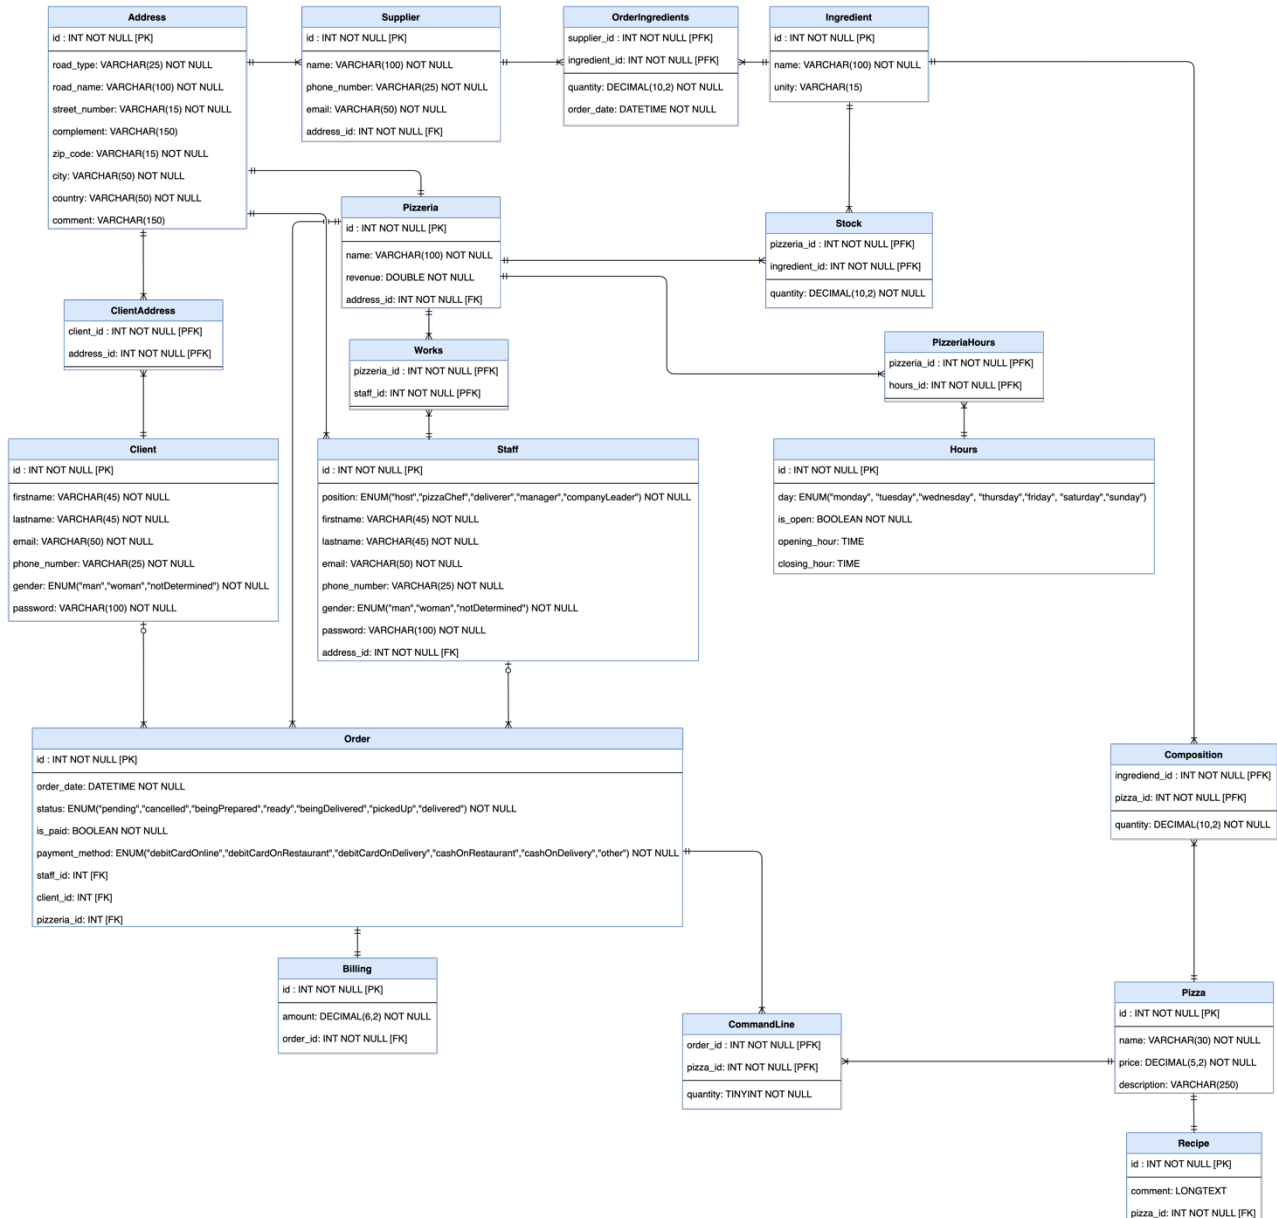 Address
id : INT NOT NULL [PK]
road_type: VARCHAR(25) NOT NULL
road_name: VARCHAR(100) NOT NULL
street_number: VARCHAR(15) NOT NULL
complement: VARCHAR(150)
zip_code: VARCHAR(15) NOT NULL
city: VARCHAR(50) NOT NULL
country: VARCHAR(50) NOT NULL
comment: VARCHAR(150)
Supplier
id : INT NOT NULL [PK]
name: VARCHAR(100) NOT NULL
phone_number: VARCHAR(25) NOT NULL
email: VARCHAR(50) NOT NULL
address_id: INT NOT NULL [FK]
OrderIngredients
supplier_id : INT NOT NULL [PFK]
ingredient_id: INT NOT NULL [PFK]
quantity: DECIMAL(10,2) NOT NULL
order_date: DATETIME NOT NULL
Ingredient
id : INT NOT NULL [PK]
name: VARCHAR(100) NOT NULL
unity: VARCHAR(15)
Pizzeria
id : INT NOT NULL [PK]
name: VARCHAR(100) NOT NULL
revenue: DOUBLE NOT NULL
address_id: INT NOT NULL [FK]
Stock
pizzeria_id : INT NOT NULL [PFK]
ingredient_id: INT NOT NULL [PFK]
quantity: DECIMAL(10,2) NOT NULL
ClientAddress
client_id : INT NOT NULL [PFK]
address_id: INT NOT NULL [PFK]
Works
pizzeria_id : INT NOT NULL [PFK]
staff_id: INT NOT NULL [PFK]
PizzeriaHours
pizzeria_id : INT NOT NULL [PFK]
hours_id: INT NOT NULL [PFK]
Client
id : INT NOT NULL [PK]
firstname: VARCHAR(45) NOT NULL
lastname: VARCHAR(45) NOT NULL
email: VARCHAR(50) NOT NULL
phone_number: VARCHAR(25) NOT NULL
gender: ENUM("man","woman","notDetermined") NOT NULL
password: VARCHAR(100) NOT NULL
Staff
id : INT NOT NULL [PK]
position: ENUM("host","pizzaChef","deliverer","manager","companyLeader") NOT NULL
firstname: VARCHAR(45) NOT NULL
lastname: VARCHAR(45) NOT NULL
email: VARCHAR(50) NOT NULL
phone_number: VARCHAR(25) NOT NULL
gender: ENUM("man","woman","notDetermined") NOT NULL
password: VARCHAR(100) NOT NULL
address_id: INT NOT NULL [FK]
Hours
id : INT NOT NULL [PK]
day: ENUM("monday", "tuesday","wednesday", "thursday","friday", "saturday","sunday")
is_open: BOOLEAN NOT NULL
opening_hour: TIME
closing_hour: TIME
Order
id : INT NOT NULL [PK]
order_date: DATETIME NOT NULL
status: ENUM("pending","cancelled","beingPrepared","ready","beingDelivered","pickedUp","delivered") NOT NULL
is_paid: BOOLEAN NOT NULL
payment_method: ENUM("debitCardOnline","debitCardOnRestaurant","debitCardOnDelivery","cashOnRestaurant","cashOnDelivery","other") NOT NULL
staff_id: INT [FK]
client_id: INT [FK]
pizzeria_id: INT [FK]
Composition
ingrediend_id : INT NOT NULL [PFK]
pizza_id: INT NOT NULL [PFK]
quantity: DECIMAL(10,2) NOT NULL
Billing
id : INT NOT NULL [PK]
amount: DECIMAL(6,2) NOT NULL
order_id: INT NOT NULL [FK]
CommandLine
order_id : INT NOT NULL [PFK]
pizza_id: INT NOT NULL [PFK]
quantity: TINYINT NOT NULL
Pizza
id : INT NOT NULL [PK]
name: VARCHAR(30) NOT NULL
price: DECIMAL(5,2) NOT NULL
description: VARCHAR(250)
Recipe
id : INT NOT NULL [PK]
comment: LONGTEXT
pizza_id: INT NOT NULL [FK]